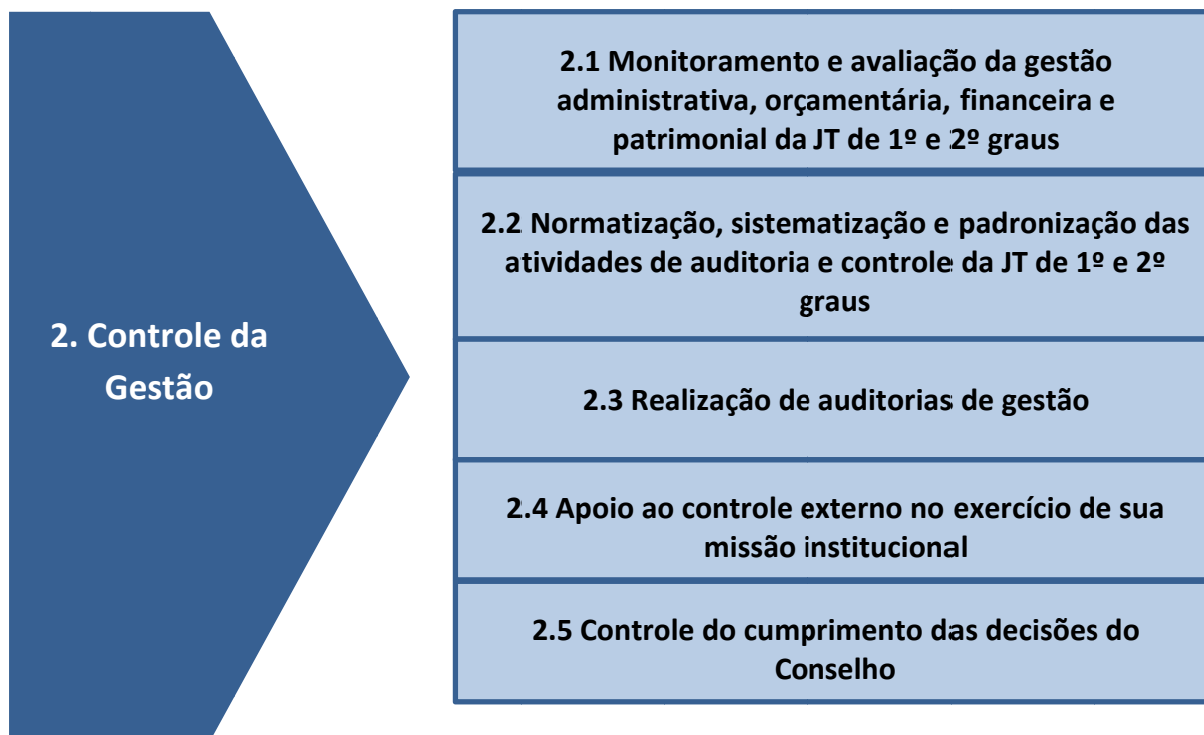 2. Controle da
Gestão
2.1 Monitoramento e avaliação da gestão
administrativa, orçamentária, financeira e
patrimonial da JT de 1º e 2º graus
2.2 Normatização, sistematização e padronização das
atividades de auditoria e controle da JT de 1º e 2º
graus
2.3 Realização de auditorias de gestão
2.4 Apoio ao controle externo no exercício de sua
missão institucional
2.5 Controle do cumprimento das decisões do
Conselho